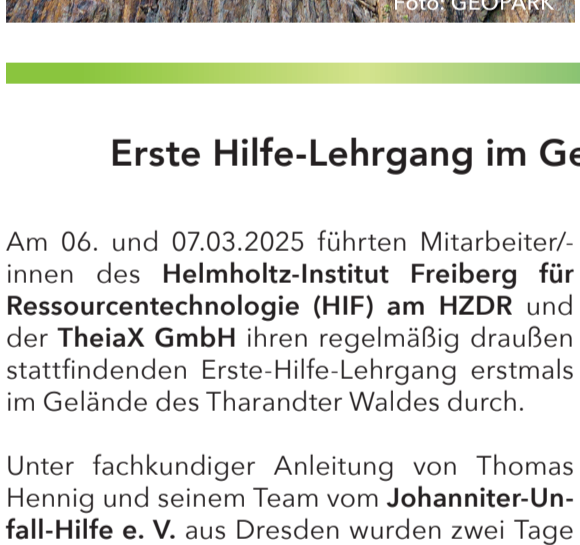 Foto: GEOPARK
Erste Hilfe-Lehrgang im Ge
Am 06. und 07.03.2025 führten Mitarbeiter/-
innen des Helmholtz-Institut Freiberg für
Ressourcentechnologie (HIF) am HZDR und
der TheiaX GmbH ihren regelmäßig draußen
stattfindenden Erste-Hilfe-Lehrgang erstmals
im Gelände des Tharandter Waldes durch.
Unter fachkundiger Anleitung von Thomas
Hennig und seinem Team vom Johanniter-Un-
fall-Hilfe e. V. aus Dresden wurden zwei Tage